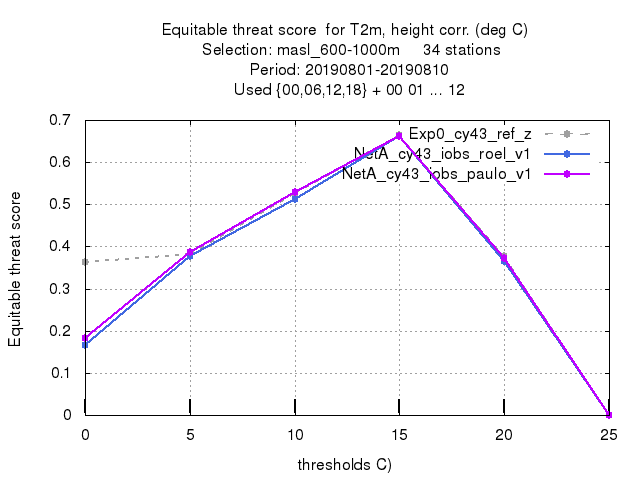 Equitable threat score  for T2m, height corr. (deg C)
Selection: masl_600-1000m     34 stations
Period: 20190801-20190810
Used {00,06,12,18} + 00 01 ... 12
Exp0_cy43_ref_z
NetA_cy43_iobs_roel_v1
NetA_cy43_iobs_paulo_v1
Equitable threat score
0.7
0.6
0.5
0.4
0.3
0.2
0.1
0
0 5 10 15 20 25
thresholds C)